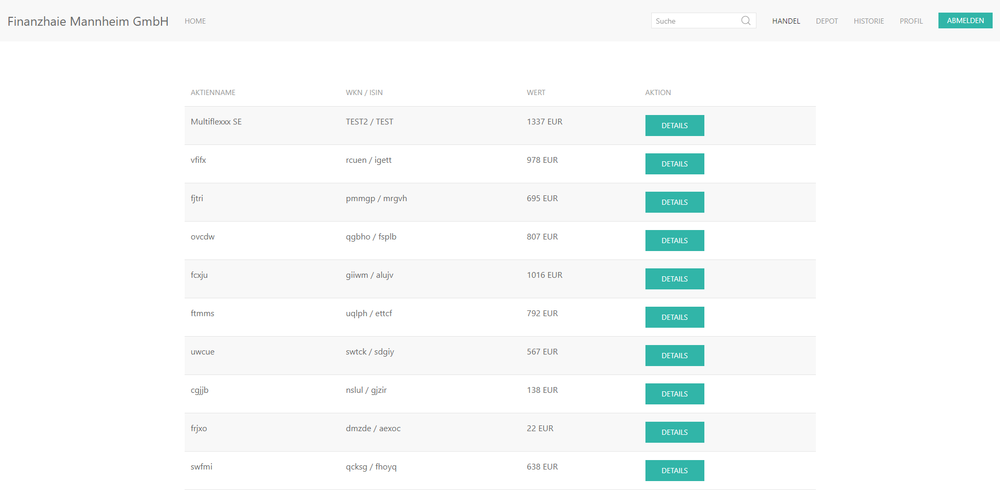 Finanzhaie Mannheim GmbH HOME Suche HANDEL DEPOT HISTORIE PROFIL ABMELDEN
AKTIENNAME WKN / ISIN WERT AKTION
Multiflexxx SE TEST2 / TEST 1337 EUR DETAILS
vfifx rcuen / igett 978 EUR DETAILS
fjtri pmmgp / mrgvh 695 EUR DETAILS
ovcdw qgbho / fsplb 807 EUR DETAILS
fcxju giiwm / alujv 1016 EUR DETAILS
ftmms uqlph / ettcf 792 EUR DETAILS
uwcue swtck / sdgiy 567 EUR DETAILS
cgjjb nslul / gjzir 138 EUR DETAILS
frjxo dmzde / aexoc 22 EUR DETAILS
swfmi qcksg / fhoyq 638 EUR DETAILS